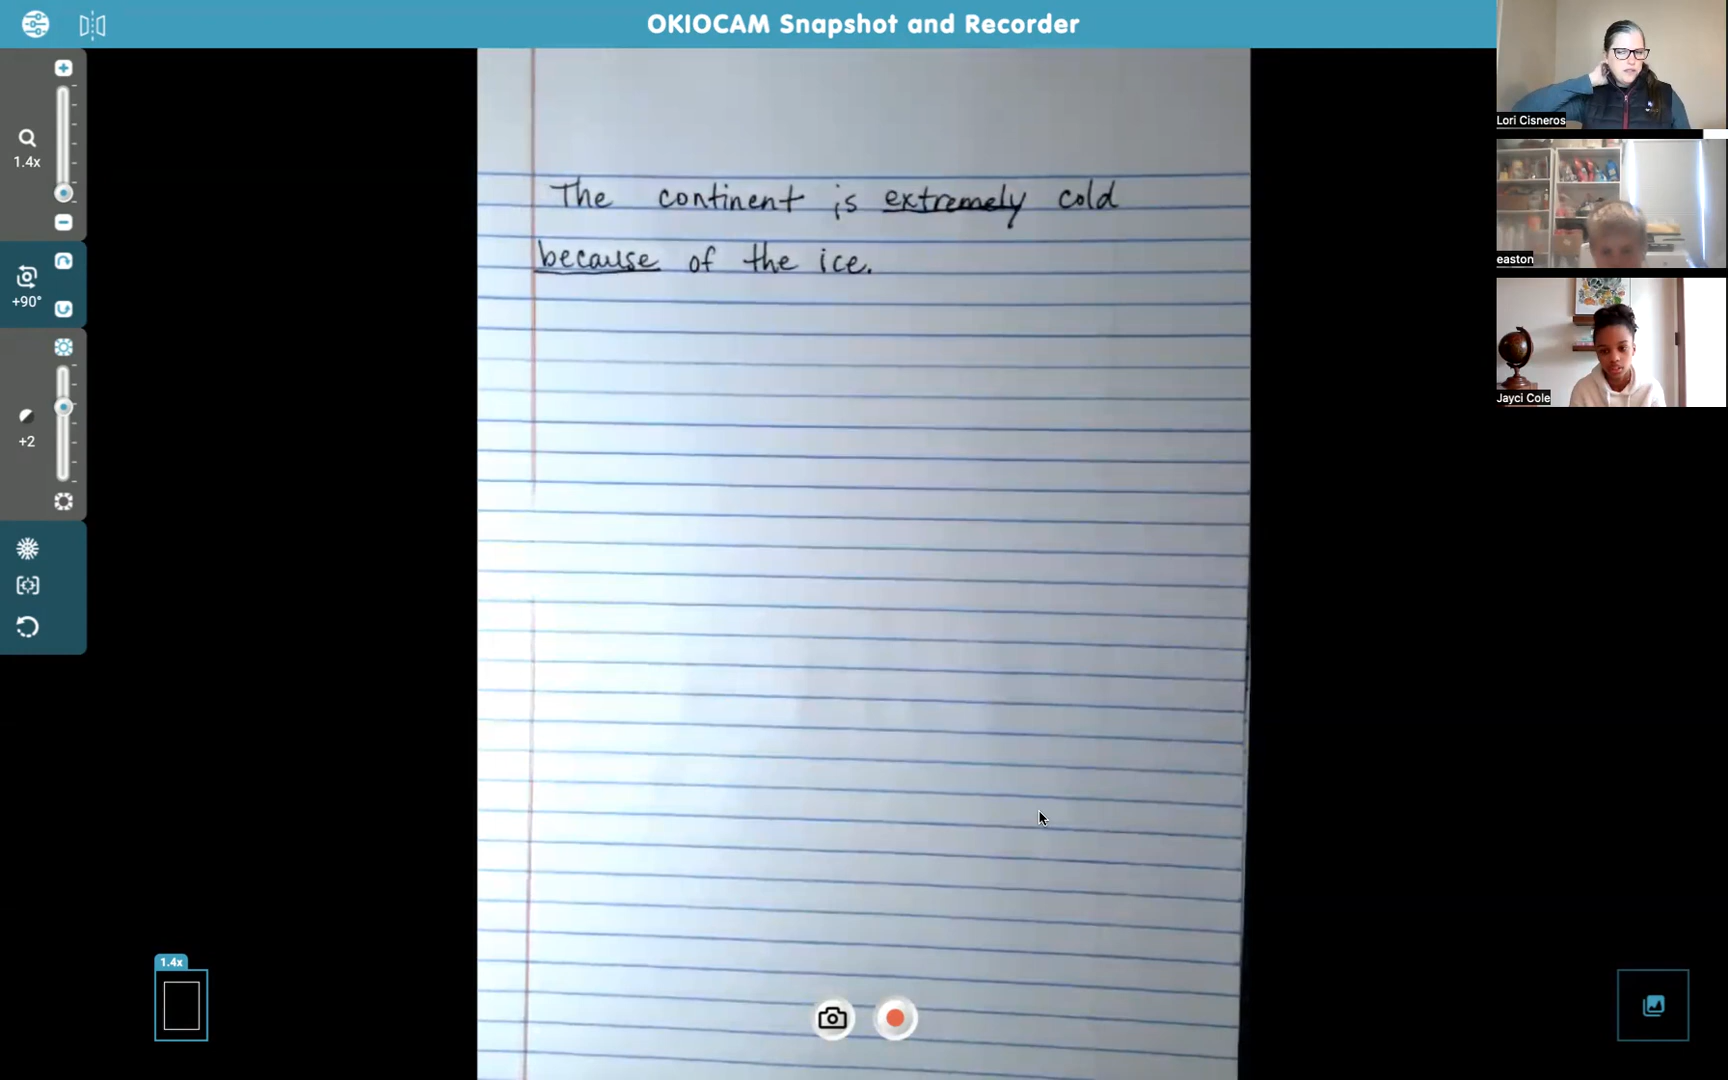 OKIOCAM Snapshot and Recorder
1.4x
+90°
+2
The continent is extremely cold
because of the ice.
1.4x
Lori Cisneros
easton
Jayci Cole